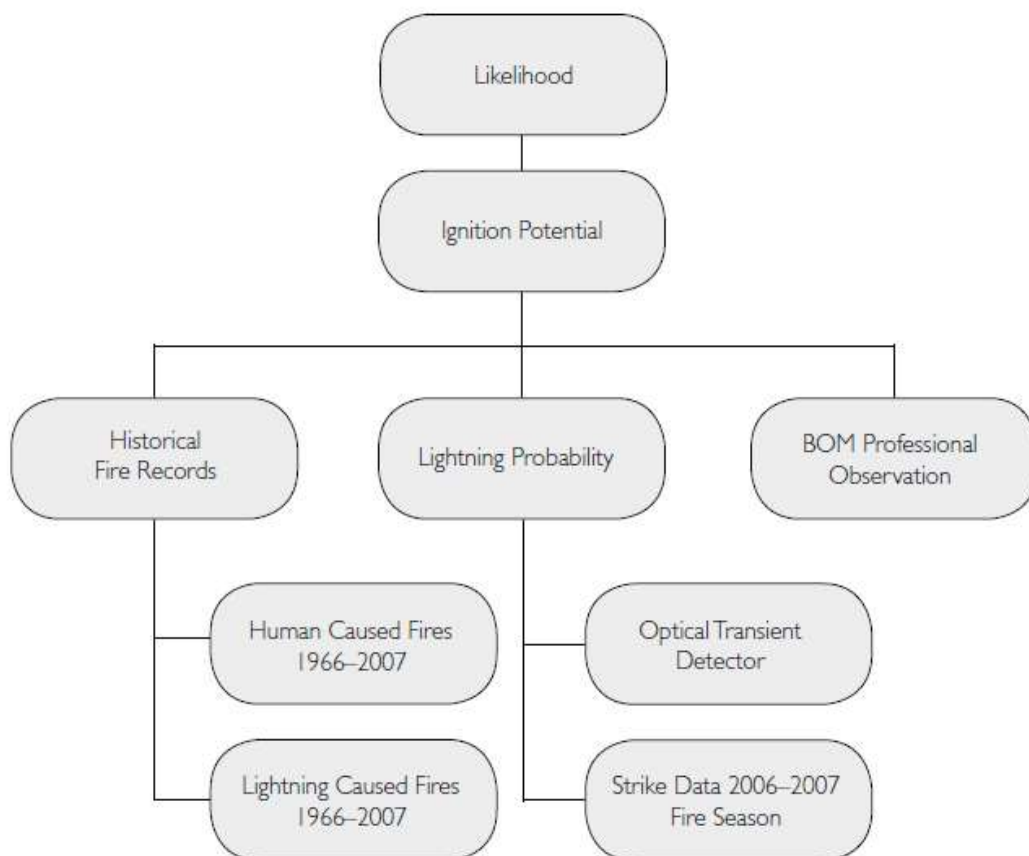 Likelihood
Ignition Potential
Historical
Fire Records
Lightning Probability
BOM Professional
Observation
Human Caused Fires
1966–2007
Optical Transient
Detector
Lightning Caused Fires
1966–2007
Strike Data 2006–2007
Fire Season